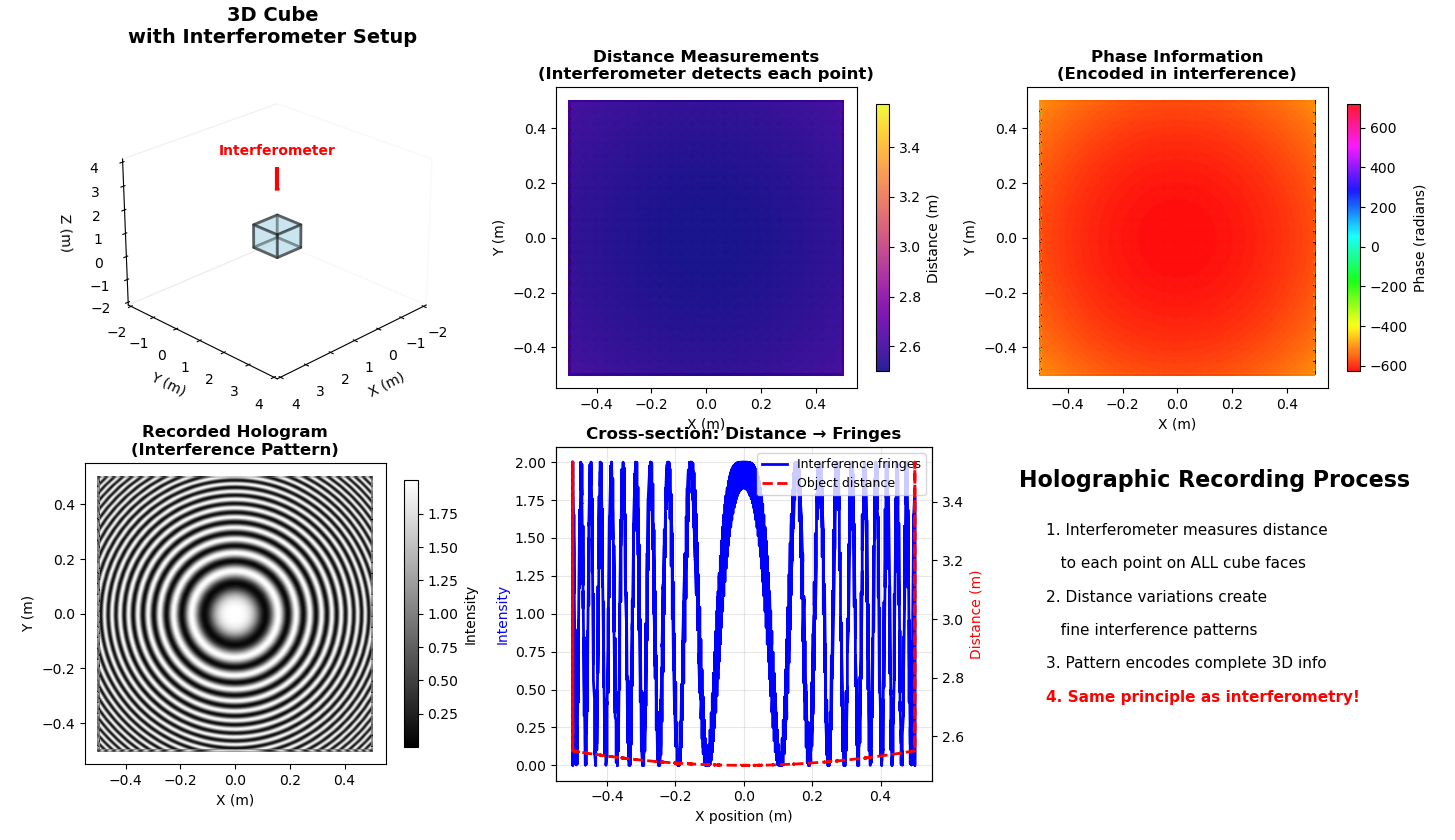 3D Cube
with Interferometer Setup
Interferometer
4
3
2
1
0
−1
−2
Z (m)
−2
−1
0
1
2
3
4
Y (m)
4
3
2
1
0
−1
−2
X (m)
Distance Measurements
(Interferometer detects each point)
0.4
0.2
0.0
−0.2
−0.4
Y (m)
−0.4 −0.2 0.0 0.2 0.4
X (m)
3.4
3.2
3.0
2.8
2.6
Distance (m)
Phase Information
(Encoded in interference)
0.4
0.2
0.0
−0.2
−0.4
Y (m)
−0.4 −0.2 0.0 0.2 0.4
X (m)
600
400
200
0
−200
−400
−600
Phase (radians)
Recorded Hologram
(Interference Pattern)
0.4
0.2
0.0
−0.2
−0.4
Y (m)
−0.4 −0.2 0.0 0.2 0.4
X (m)
1.75
1.50
1.25
1.00
0.75
0.50
0.25
Intensity
Cross-section: Distance → Fringes
Interference fringes
Object distance
2.00
1.75
1.50
1.25
1.00
0.75
0.50
0.25
0.00
Intensity
−0.4 −0.2 0.0 0.2 0.4
X position (m)
3.4
3.2
3.0
2.8
2.6
Distance (m)
Holographic Recording Process
1. Interferometer measures distance
to each point on ALL cube faces
2. Distance variations create
fine interference patterns
3. Pattern encodes complete 3D info
4. Same principle as interferometry!